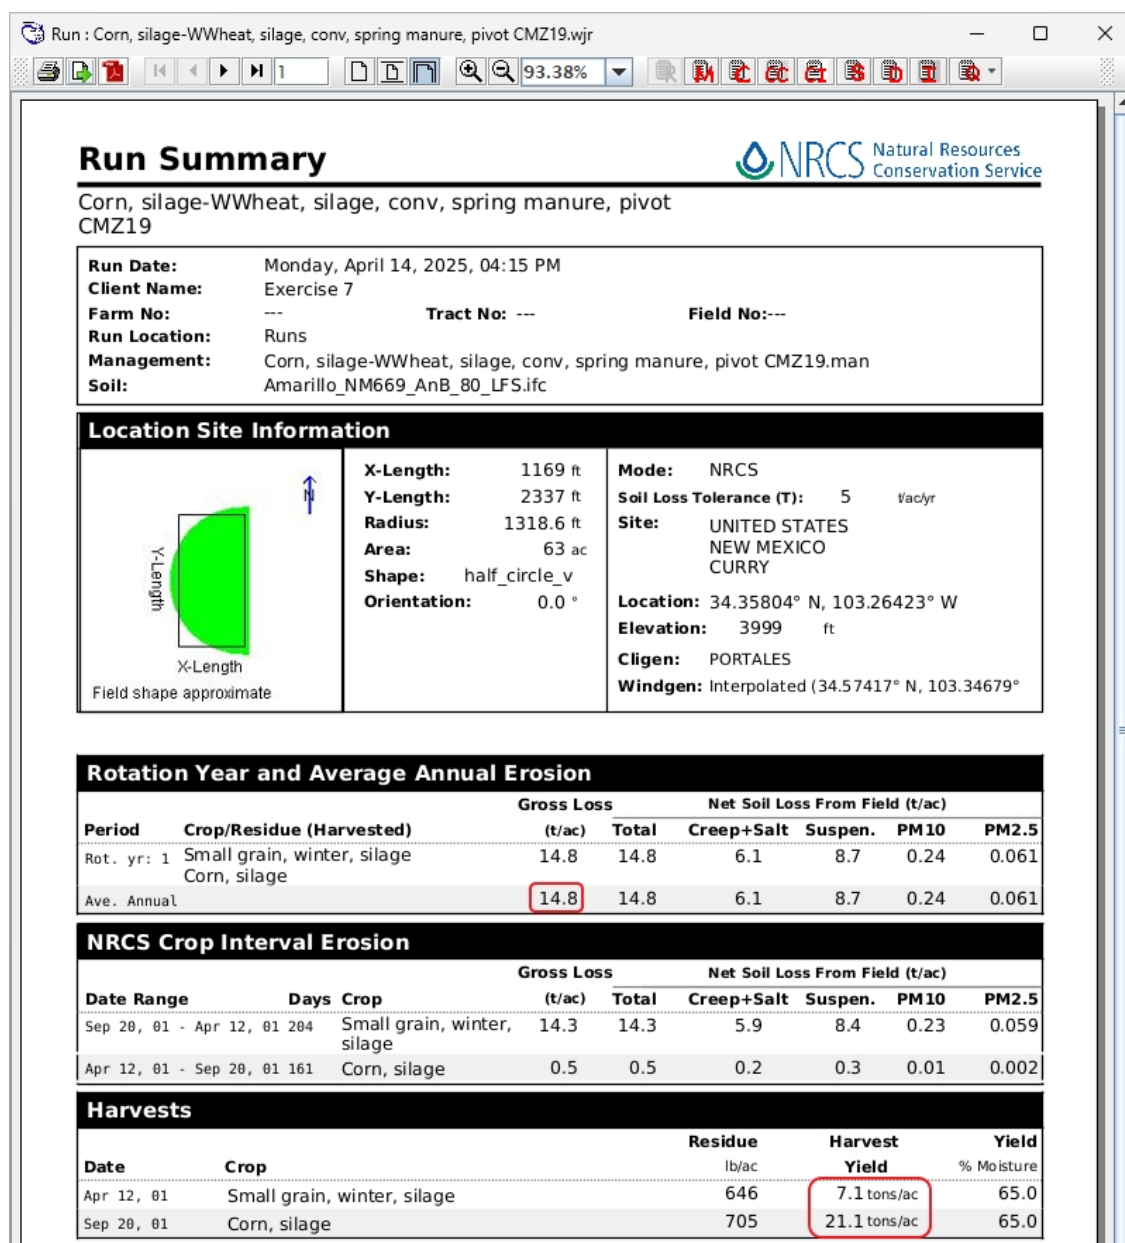 Run : Corn, silage-WWheat, silage, conv, spring manure, pivot CMZ19.wjr
1
93.38%
Run Summary
NRCS Natural Resources
Conservation Service
Corn, silage-WWheat, silage, conv, spring manure, pivot
CMZ19
Run Date: Monday, April 14, 2025, 04:15 PM
Client Name: Exercise 7
Farm No: --- Tract No: --- Field No:---
Run Location: Runs
Management: Corn, silage-WWheat, silage, conv, spring manure, pivot CMZ19.man
Soil: Amarillo_NM669_AnB_80_LFS.ifc
Location Site Information
N
Y-Length
X-Length
Field shape approximate
X-Length: 1169 ft
Y-Length: 2337 ft
Radius: 1318.6 ft
Area: 63 ac
Shape: half_circle_v
Orientation: 0.0 °
Mode: NRCS
Soil Loss Tolerance (T): 5 t/ac/yr
Site: UNITED STATES
NEW MEXICO
CURRY
Location: 34.35804° N, 103.26423° W
Elevation: 3999 ft
Cligen: PORTALES
Windgen: Interpolated (34.57417° N, 103.34679°
Rotation Year and Average Annual Erosion
Gross Loss Net Soil Loss From Field (t/ac)
Period Crop/Residue (Harvested) (t/ac) Total Creep+Salt Suspen. PM10 PM2.5
Rot. yr: 1 Small grain, winter, silage 14.8 14.8 6.1 8.7 0.24 0.061
Corn, silage
Ave. Annual 14.8 14.8 6.1 8.7 0.24 0.061
NRCS Crop Interval Erosion
Gross Loss Net Soil Loss From Field (t/ac)
Date Range Days Crop (t/ac) Total Creep+Salt Suspen. PM10 PM2.5
Sep 20, 01 - Apr 12, 01 204 Small grain, winter, 14.3 14.3 5.9 8.4 0.23 0.059
silage
Apr 12, 01 - Sep 20, 01 161 Corn, silage 0.5 0.5 0.2 0.3 0.01 0.002
Harvests
Residue Harvest Yield
Date Crop lb/ac Yield % Moisture
Apr 12, 01 Small grain, winter, silage 646 7.1 tons/ac 65.0
Sep 20, 01 Corn, silage 705 21.1 tons/ac 65.0